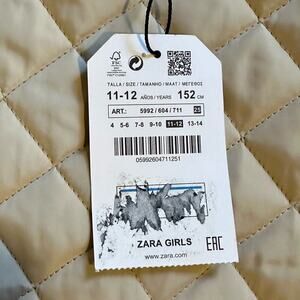 FSC
TALLA / SIZE / TAMANHO / MAAT / ΜΕΓΕΘΟΣ
11-12 AÑOS / YEARS 152 CM
ART.: 5992 / 604 / 711 25
4 5-6 7-8 9-10 11-12 13-14
05992604711251
ZARA GIRLS
www.zara.com
EAC